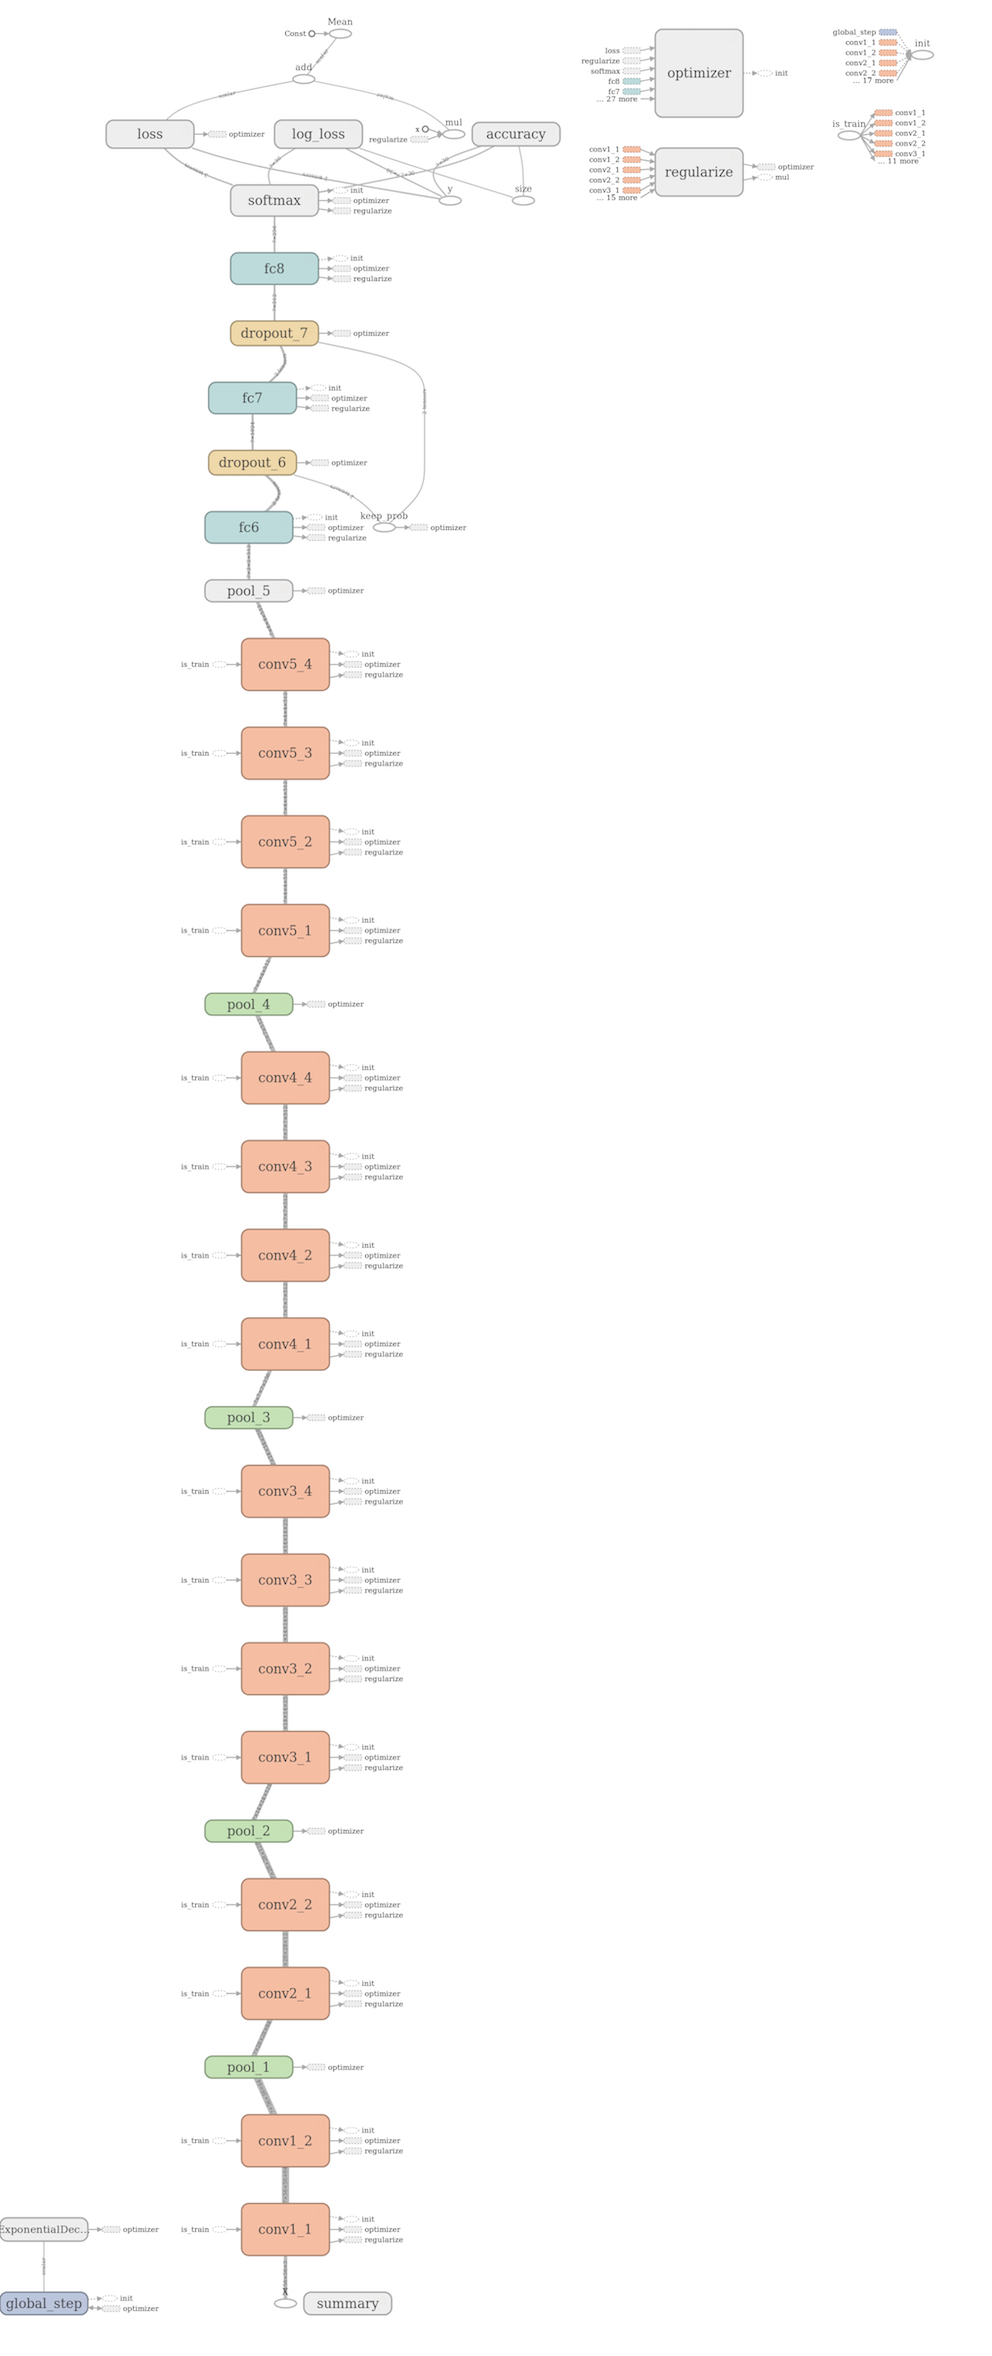 Mean
Const
add
loss
optimizer
log_loss
x
mul
regularize
accuracy
softmax
init
optimizer
regularize
y
size
fc8
init
optimizer
regularize
dropout_7
optimizer
fc7
init
optimizer
regularize
dropout_6
optimizer
fc6
init
optimizer
regularize
keep_prob
optimizer
pool_5
optimizer
is_train
conv5_4
init
optimizer
regularize
is_train
conv5_3
init
optimizer
regularize
is_train
conv5_2
init
optimizer
regularize
is_train
conv5_1
init
optimizer
regularize
pool_4
optimizer
is_train
conv4_4
init
optimizer
regularize
is_train
conv4_3
init
optimizer
regularize
is_train
conv4_2
init
optimizer
regularize
is_train
conv4_1
init
optimizer
regularize
pool_3
optimizer
is_train
conv3_4
init
optimizer
regularize
is_train
conv3_3
init
optimizer
regularize
is_train
conv3_2
init
optimizer
regularize
is_train
conv3_1
init
optimizer
regularize
pool_2
optimizer
is_train
conv2_2
init
optimizer
regularize
is_train
conv2_1
init
optimizer
regularize
pool_1
optimizer
is_train
conv1_2
init
optimizer
regularize
is_train
conv1_1
init
optimizer
regularize
x
summary
ExponentialDec...
optimizer
global_step
init
optimizer
loss
regularize
softmax
fc8
fc7
... 27 more
optimizer
init
conv1_1
conv1_2
conv2_1
conv2_2
conv3_1
... 15 more
regularize
optimizer
mul
global_step
conv1_1
conv1_2
conv2_1
conv2_2
... 17 more
init
is_train
conv1_1
conv1_2
conv2_1
conv2_2
conv3_1
... 11 more